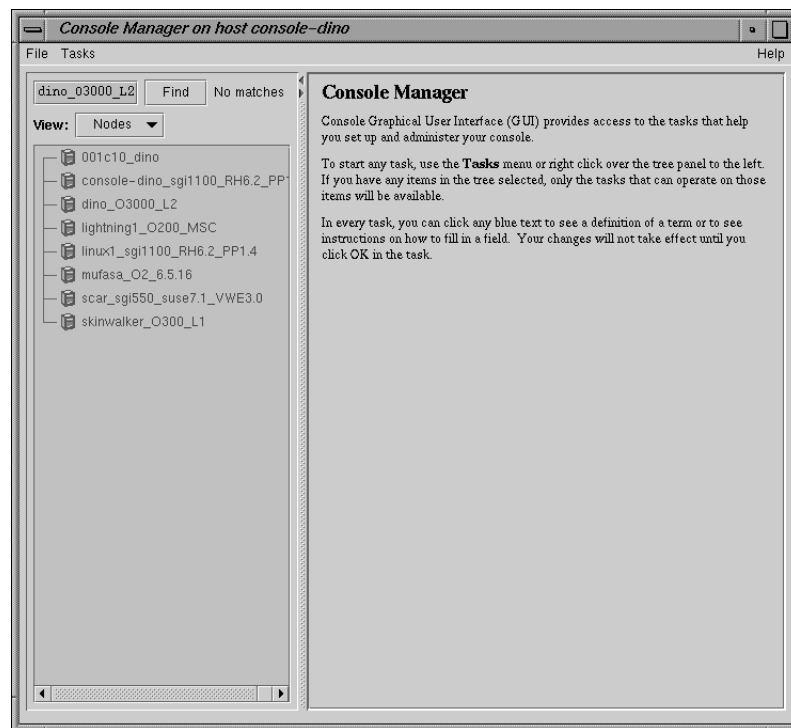 Console Manager on host console-dino
File Tasks Help
dino_03000_L2 Find No matches
View: Nodes
001c10_dino
console-dino_sgi1100_RH6.2_PP
dino_O3000_L2
lightning1_O200_MSC
linux1_sgi1100_RH6.2_PP1.4
mufasa_O2_6.5.16
scar_sgi550_suse7.1_VWE3.0
skinwalker_O300_L1
Console Manager
Console Graphical User Interface (GUI) provides access to the tasks that help
you set up and administer your console.
To start any task, use the Tasks menu or right click over the tree panel to the left.
If you have any items in the tree selected, only the tasks that can operate on those
items will be available.
In every task, you can click any blue text to see a definition of a term or to see
instructions on how to fill in a field. Your changes will not take effect until you
click OK in the task.